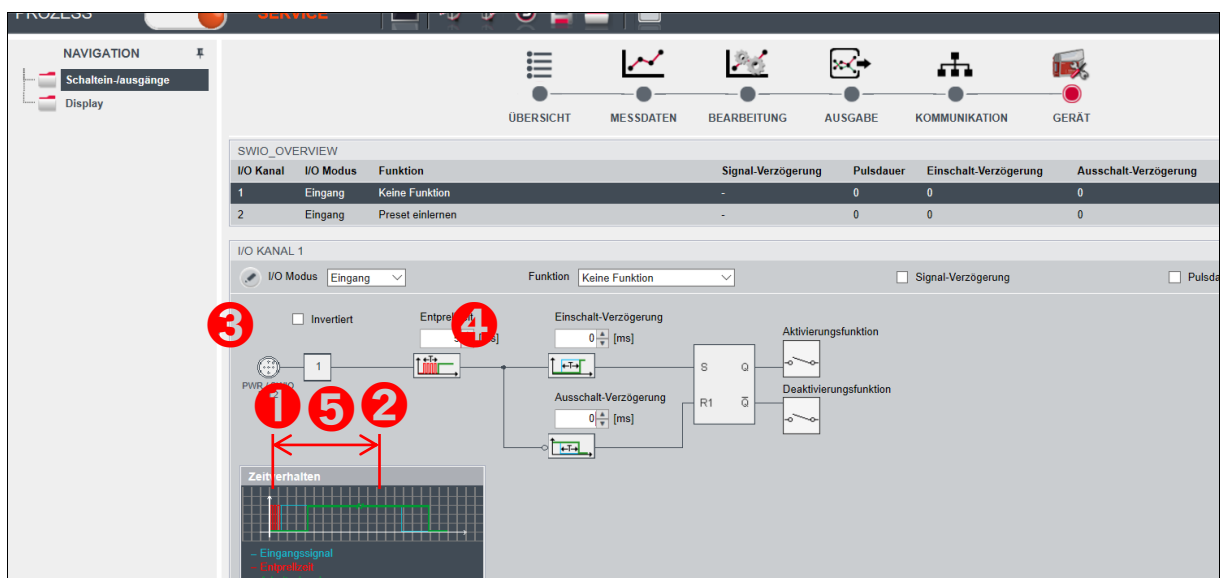 PROZESS SERVICE
NAVIGATION
Schaltein-/ausgänge
Display
ÜBERSICHT MESSDATEN BEARBEITUNG AUSGABE KOMMUNIKATION GERÄT
SWIO_OVERVIEW
I/O Kanal I/O Modus Funktion Signal-Verzögerung Pulsdauer Einschalt-Verzögerung Ausschalt-Verzögerung
1 Eingang Keine Funktion - 0 0 0
2 Eingang Preset einlernen - 0 0 0
I/O KANAL 1
I/O Modus Eingang Funktion Keine Funktion Signal-Verzögerung Pulsda
3 Invertiert 4 Einschalt-Verzögerung
0 [ms]
Aktivierungsfunktion
1 T T S Q
PWR
Deaktivierungsfunktion
1 5 2 Ausschalt-Verzögerung R1 Q̅
0 [ms]
T
Zeitverhalten
– Eingangssignal
Entprellzeit